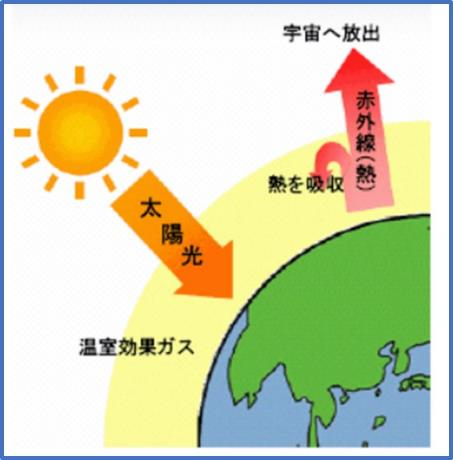 宇宙へ放出
赤外線(熱)
熱を吸収
太陽光
温室効果ガス